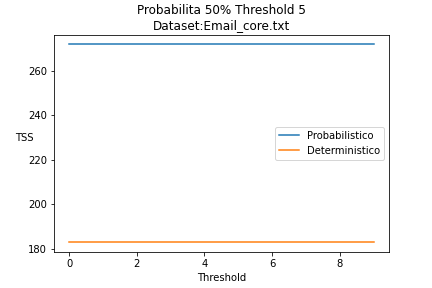 Probabilita 50% Threshold 5
Dataset:Email_core.txt
260
240
TSS
220
200
180
Probabilistico
Deterministico
0 2 4 6 8
Threshold